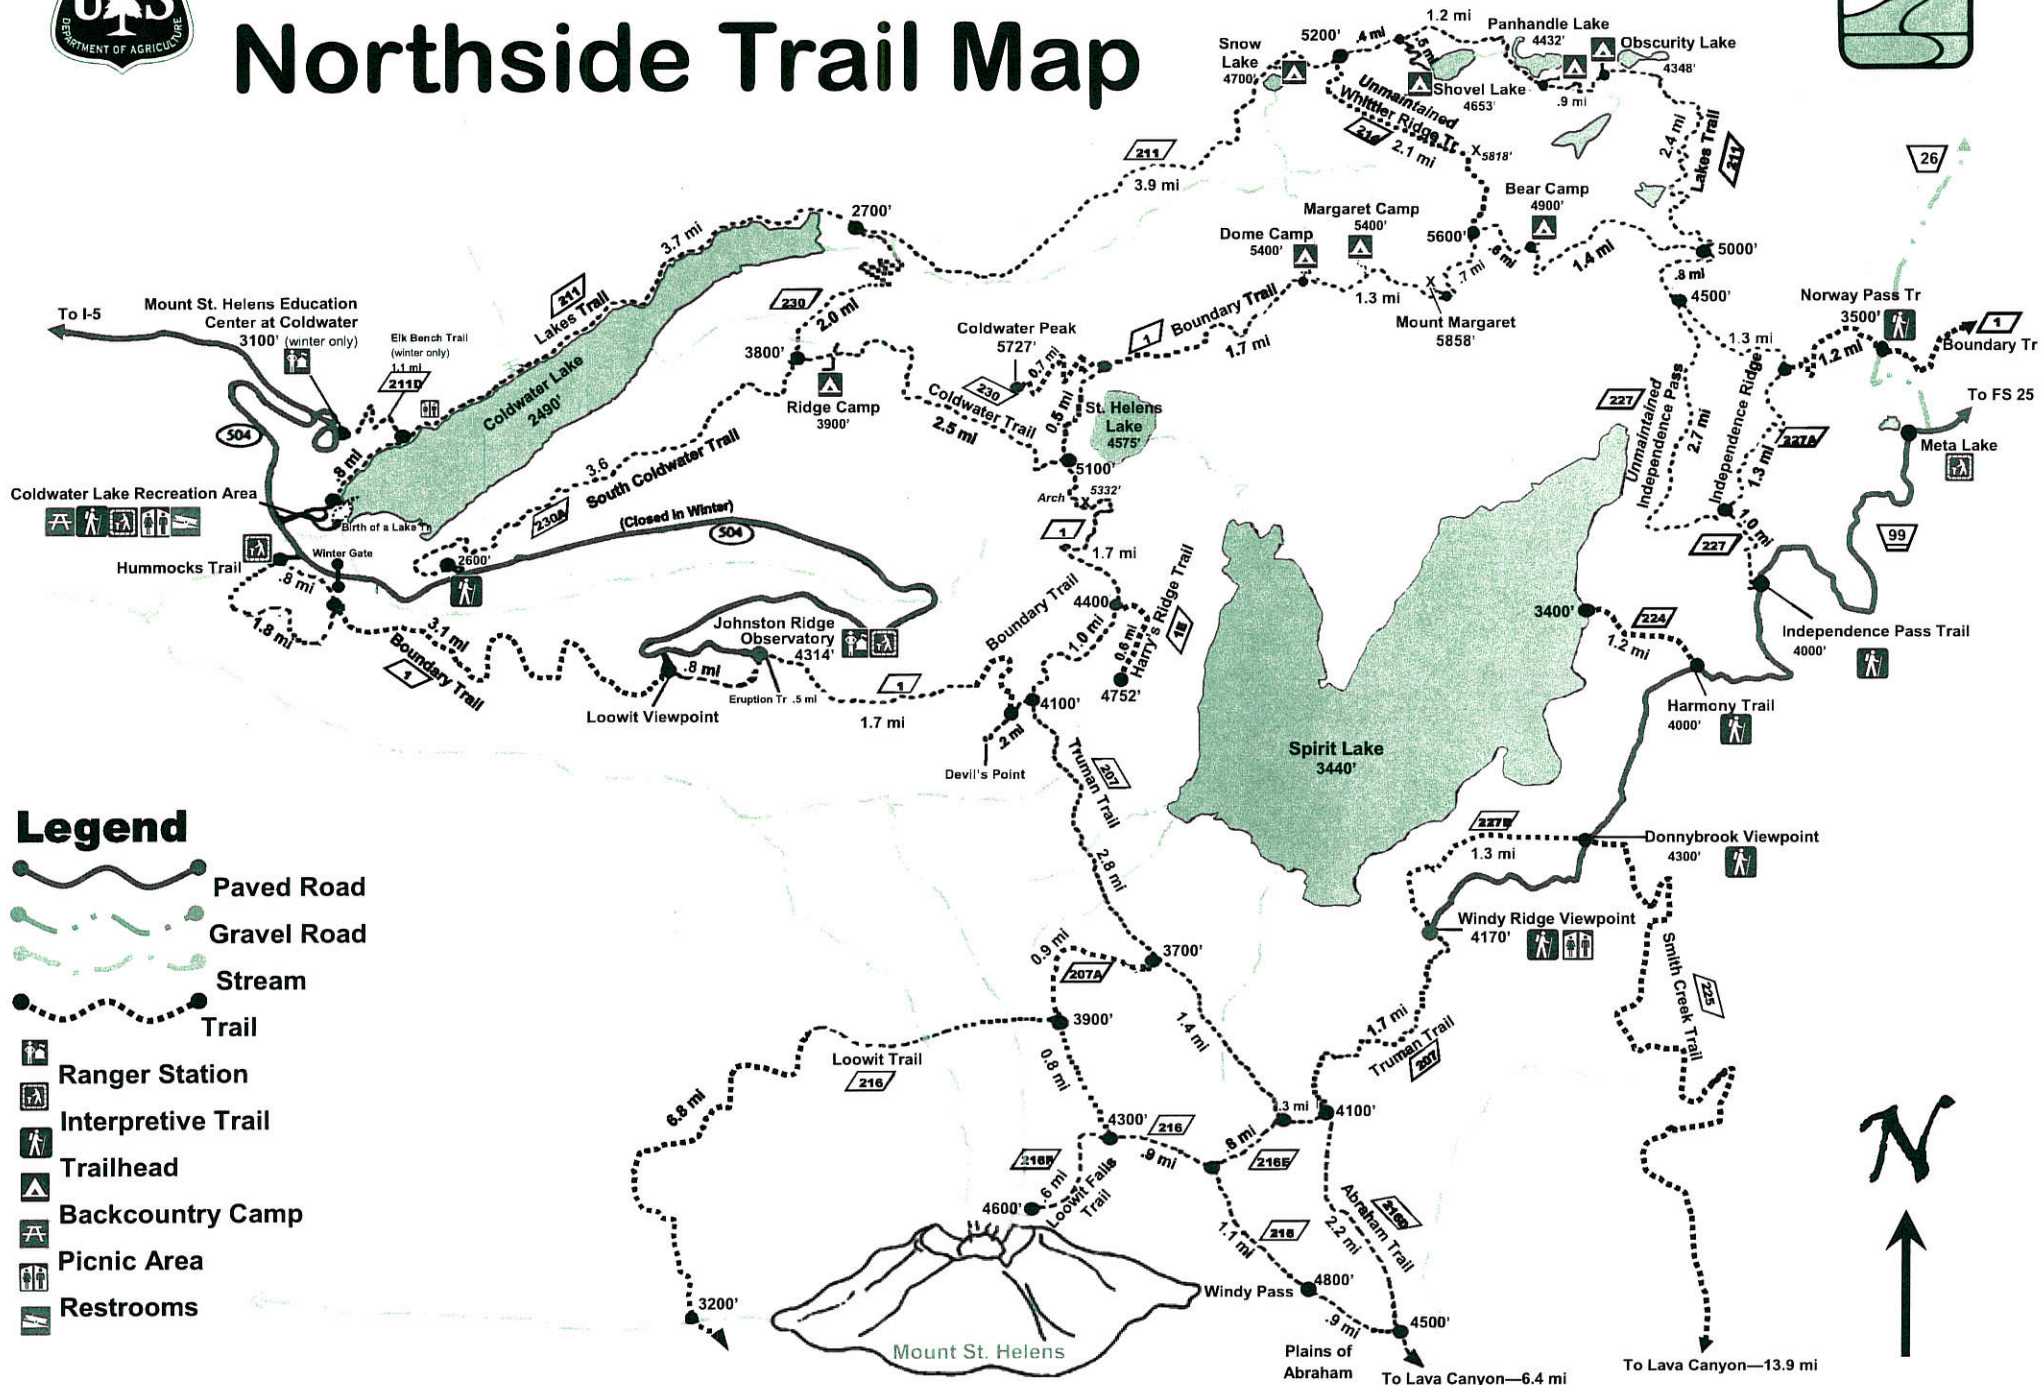 U S
DEPARTMENT OF AGRICULTURE
Northside Trail Map
Snow
Lake
4700'
5200'
.4 mi
1.2 mi
.5 mi
Panhandle Lake
4432'
Obscurity Lake
4348'
Shovel Lake
4653'
.9 mi
Unmaintained
Whittier Ridge Tr
214
2.1 mi
X 5818'
2.4 mi
Lakes Trail
211
26
211
3.9 mi
Bear Camp
4900'
Margaret Camp
5400'
Dome Camp
5400'
5600'
.6 mi
1.4 mi
5000'
.8 mi
4500'
.7 mi
X
1.3 mi
Mount Margaret
5858'
Norway Pass Tr
3500'
1
Boundary Tr
1.3 mi
1.2 mi
To FS 25
2700'
3.7 mi
211
Lakes Trail
230
2.0 mi
3800'
Ridge Camp
3900'
To I-5
Mount St. Helens Education
Center at Coldwater
3100' (winter only)
Elk Bench Trail
(winter only)
1.1 mi
211D
Coldwater Lake
2490'
Coldwater Peak
5727'
0.7 mi
230
1
Boundary Trail
1.7 mi
0.5 mi
St. Helens
Lake
4575'
Coldwater Trail
2.5 mi
5100'
Arch
X
5332'
504
.8 mi
Coldwater Lake Recreation Area
Birth of a Lake Tr
3.6
South Coldwater Trail
230A
(Closed in Winter)
504
Hummocks Trail
Winter Gate
2600'
.8 mi
1.8 mi
3.1 mi
Boundary Trail
1
Johnston Ridge
Observatory
4314'
.8 mi
Loowit Viewpoint
Eruption Tr .5 mi
1
1.7 mi
1
1.7 mi
Boundary Trail
4400
1.0 mi
0.6 mi
Harry's Ridge Trail
1E
4752'
4100'
.2 mi
Devil's Point
227
Unmaintained
Independence Pass
2.7 mi
Independence Ridge
227A
1.3 mi
1.0 mi
227
Meta Lake
99
Independence Pass Trail
4000'
3400'
224
1.2 mi
Harmony Trail
4000'
Spirit Lake
3440'
Truman Trail
207
2.8 mi
227B
1.3 mi
Donnybrook Viewpoint
4300'
Windy Ridge Viewpoint
4170'
Smith Creek Trail
225
3700'
0.9 mi
207A
3900'
1.4 mi
1.7 mi
Truman Trail
207
Loowit Trail
216
0.8 mi
6.8 mi
.3 mi
4100'
4300'
216
.9 mi
.8 mi
216E
216F
.6 mi
Loowit Falls
Trail
4600'
1.1 mi
216
Abraham Trail
216D
2.2 mi
Windy Pass
4800'
.9 mi
4500'
3200'
Mount St. Helens
Plains of
Abraham
To Lava Canyon—6.4 mi
To Lava Canyon—13.9 mi
N
Legend
Paved Road
Gravel Road
Stream
Trail
Ranger Station
Interpretive Trail
Trailhead
Backcountry Camp
Picnic Area
Restrooms